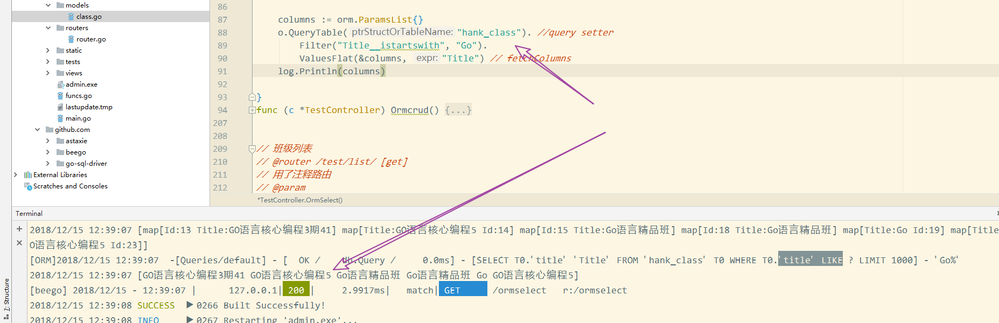 models
class.go
routers
router.go
static
tests
views
admin.exe
funcs.go
lastupdate.tmp
main.go
github.com
astaxie
beego
go-sql-driver
External Libraries
Scratches and Consoles
86
87 columns := orm.ParamsList{}
88 o.QueryTable( ptrStructOrTableName: "hank_class"). //query setter
89 Filter("Title__istartswith", "Go").
90 ValuesFlat(&columns, expr: "Title") // fetchColumns
91 log.Println(columns)
92
93 }
94 func (c *TestController) Ormcrud() {...}
207
208
209 // 班级列表
210 // @router /test/list/ [get]
211 // 用了注释路由
212 // @param
*TestController.OrmSelect()
Terminal
2018/12/15 12:39:07 [map[Id:13 Title:GO语言核心编程3期41] map[Title:GO语言核心编程5 Id:14] map[Id:15 Title:Go语言精品班] map[Id:18 Title:Go语言精品班] map[Title:Go Id:19] map[Title
O语言核心编程5 Id:23]]
[ORM]2018/12/15 12:39:07 -[Queries/default] - [ OK / db.Query / 0.0ms] - [SELECT T0.`title` `Title` FROM `hank_class` T0 WHERE T0.`title` LIKE ? LIMIT 1000] - `Go%`
2018/12/15 12:39:07 [GO语言核心编程3期41 GO语言核心编程5 Go语言精品班 Go语言精品班 Go GO语言核心编程5]
[beego] 2018/12/15 - 12:39:07 | 127.0.0.1| 200 | 2.9917ms| match| GET /ormselect r:/ormselect
2018/12/15 12:39:08 SUCCESS ▶ 0266 Built Successfully!
2018/12/15 12:39:08 INFO ▶ 0267 Restarting 'admin.exe'...
7: Structure